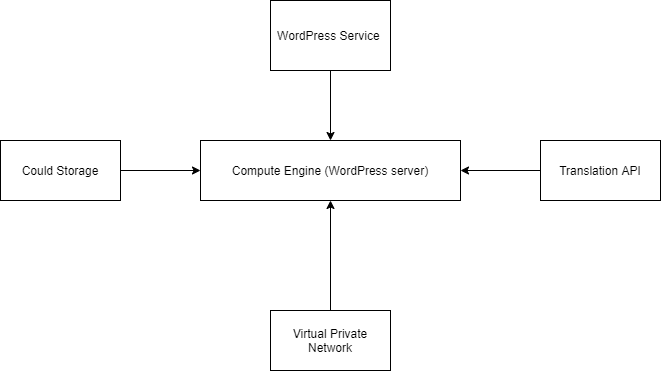 WordPress Service
Could Storage
Compute Engine (WordPress server)
Translation API
Virtual Private
Network